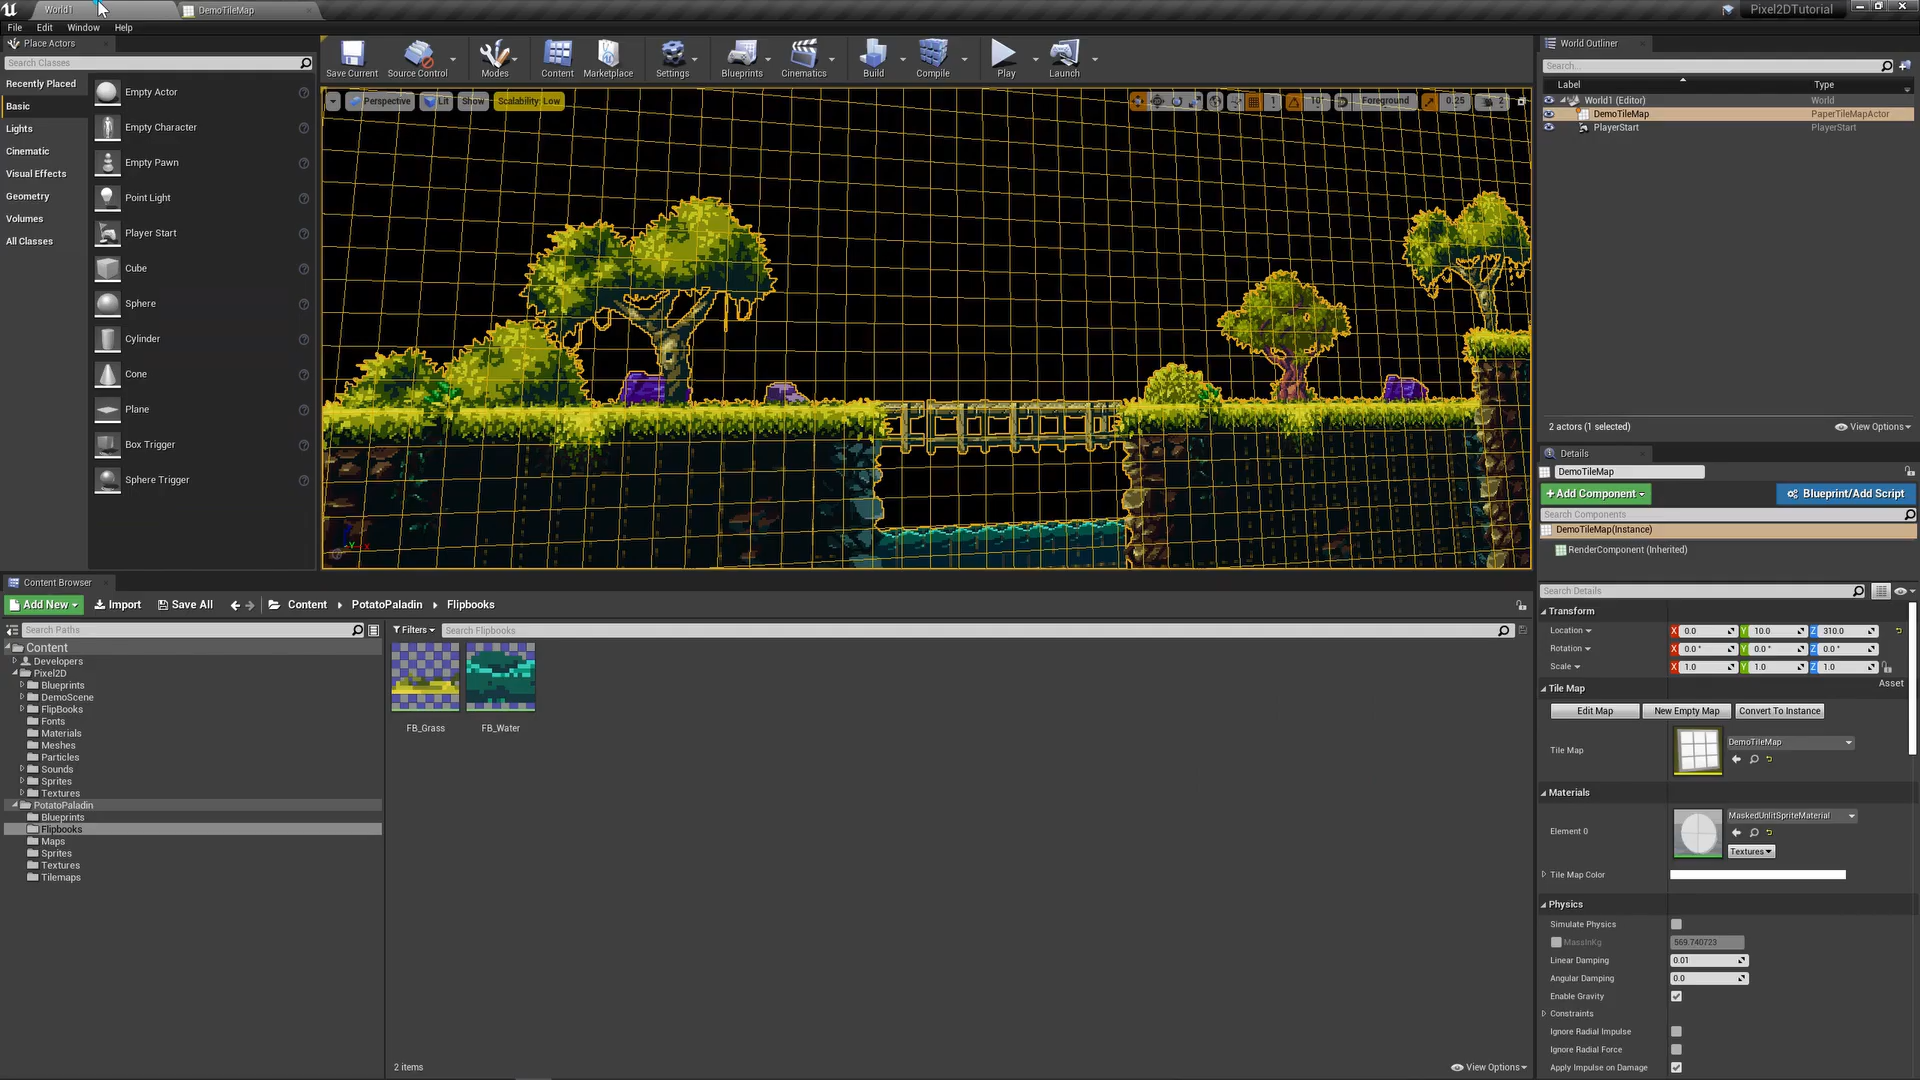 World1
DemoTileMap
Pixel2DTutorial
File Edit Window Help
Place Actors
Search Classes
Recently Placed
Basic
Lights
Cinematic
Visual Effects
Geometry
Volumes
All Classes
Empty Actor
Empty Character
Empty Pawn
Point Light
Player Start
Cube
Sphere
Cylinder
Cone
Plane
Box Trigger
Sphere Trigger
Save Current Source Control Modes Content Marketplace Settings Blueprints Cinematics Build Compile Play Launch
Perspective Lit Show Scalability: Low
1 10° Foreground 0.25 2
World Outliner
Search...
Label Type
World1 (Editor) World
DemoTileMap PaperTileMapActor
PlayerStart PlayerStart
2 actors (1 selected) View Options
Details
DemoTileMap
+Add Component Blueprint/Add Script
Search Components
DemoTileMap(Instance)
RenderComponent (Inherited)
Search Details
Transform
Location X 0.0 Y 10.0 Z 310.0
Rotation X 0.0° Y 0.0° Z 0.0°
Scale X 1.0 Y 1.0 Z 1.0
Asset
Tile Map
Edit Map New Empty Map Convert To Instance
Tile Map DemoTileMap
Materials
Element 0 MaskedUnlitSpriteMaterial
Textures
Tile Map Color
Physics
Simulate Physics
MassInKg 569.740723
Linear Damping 0.01
Angular Damping 0.0
Enable Gravity
Constraints
Ignore Radial Impulse
Ignore Radial Force
Apply Impulse on Damage
Content Browser
Add New Import Save All Content PotatoPaladin Flipbooks
Search Paths
Filters Search Flipbooks
Content
Developers
Pixel2D
Blueprints
DemoScene
FlipBooks
Fonts
Materials
Meshes
Particles
Sounds
Sprites
Textures
PotatoPaladin
Blueprints
Flipbooks
Maps
Sprites
Textures
Tilemaps
FB_Grass FB_Water
2 items View Options